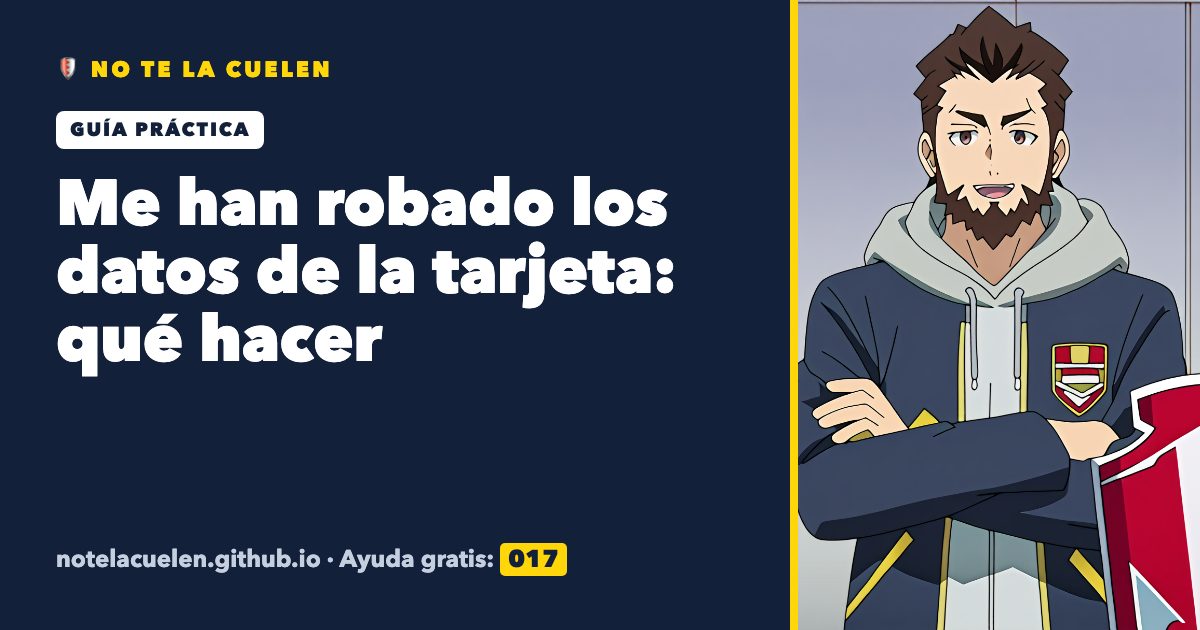 NO TE LA CUELEN
GUÍA PRÁCTICA
Me han robado los
datos de la tarjeta:
qué hacer
notelacuelen.github.io · Ayuda gratis: 017